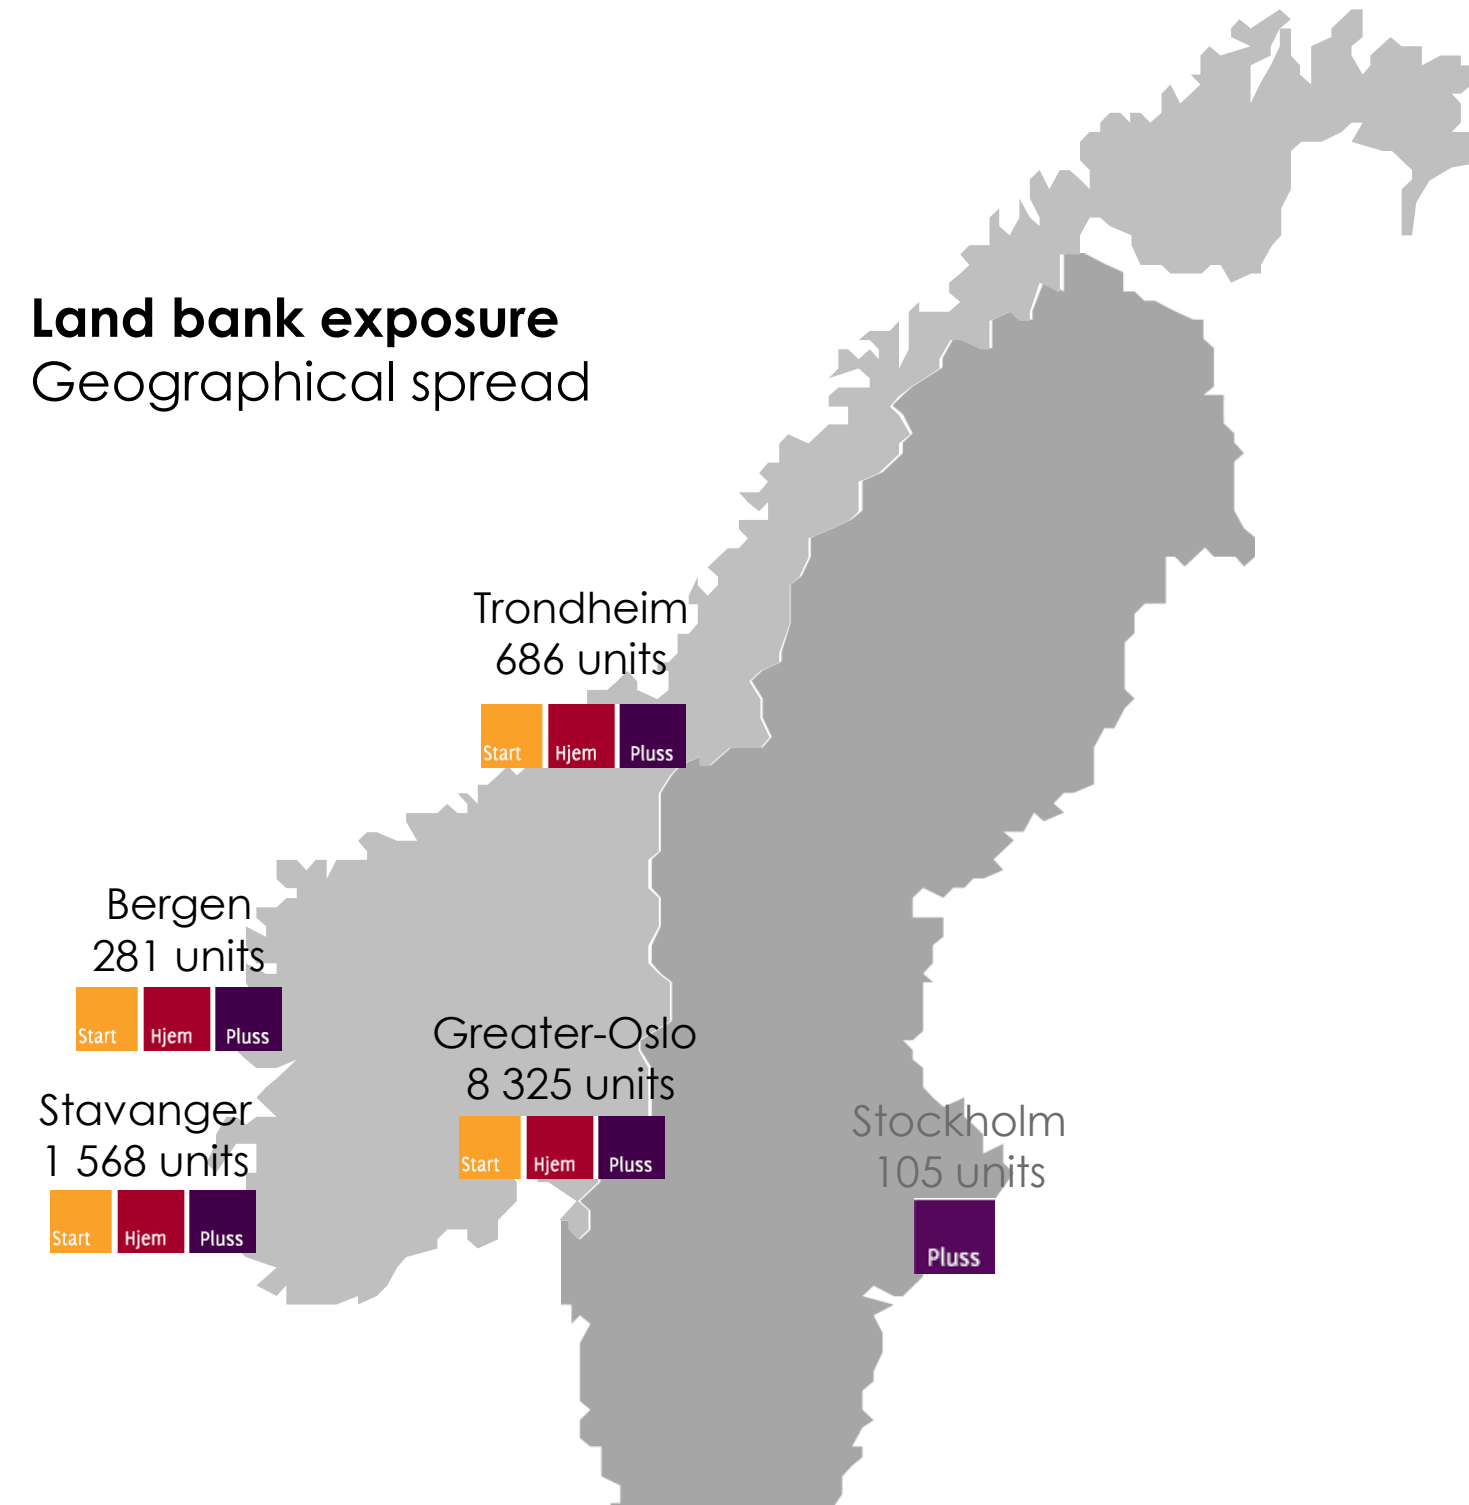 Land bank exposure
Geographical spread
Trondheim
686 units
Start Hjem Pluss
Bergen
281 units
Start Hjem Pluss
Greater-Oslo
8 325 units
Start Hjem Pluss
Stavanger
1 568 units
Start Hjem Pluss
Stockholm
105 units
Pluss